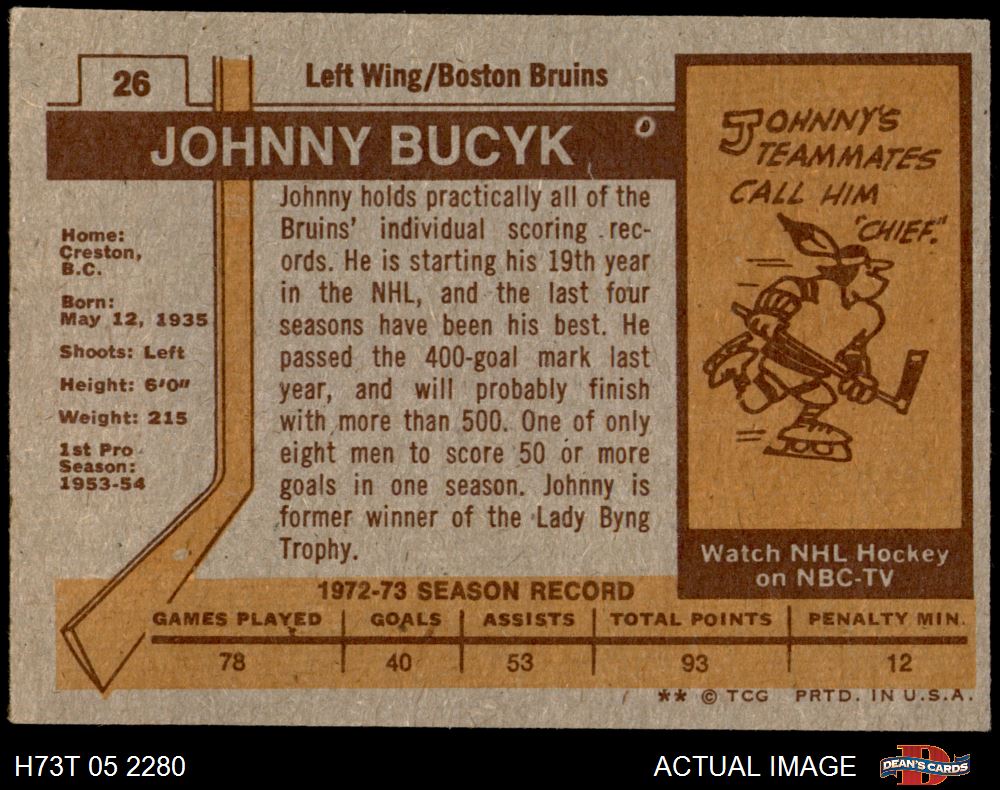 26
Left Wing/Boston Bruins
JOHNNY BUCYK
Home:
Creston,
B.C.
Born:
May 12, 1935
Shoots: Left
Height: 6'0"
Weight: 215
1st Pro
Season:
1953-54
Johnny holds practically all of the
Bruins' individual scoring rec-
ords. He is starting his 19th year
in the NHL, and the last four
seasons have been his best. He
passed the 400-goal mark last
year, and will probably finish
with more than 500. One of only
eight men to score 50 or more
goals in one season. Johnny is
former winner of the Lady Byng
Trophy.
JOHNNY'S
TEAMMATES
CALL HIM
"CHIEF."
Watch NHL Hockey
on NBC-TV
1972-73 SEASON RECORD
GAMES PLAYED GOALS ASSISTS TOTAL POINTS PENALTY MIN.
78 40 53 93 12
** © TCG PRTD. IN U.S.A.
H73T 05 2280
ACTUAL IMAGE
DEAN'S CARDS